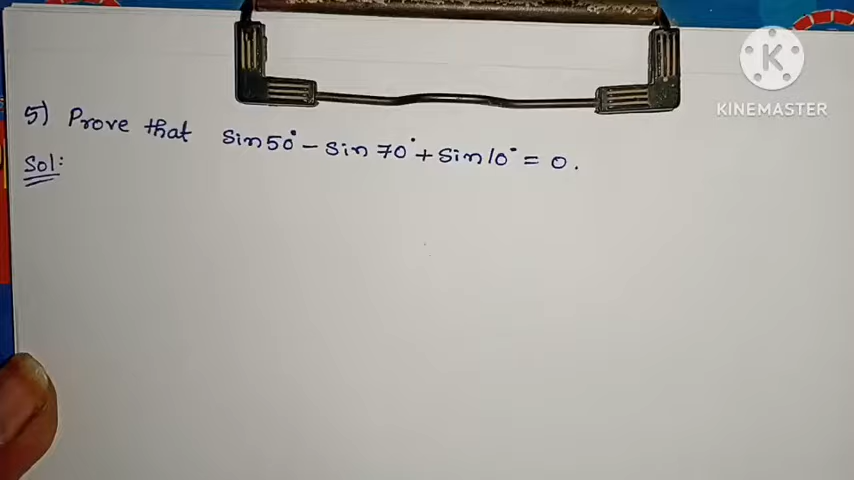 K
KINEMASTER
5) Prove that sin50° - sin70° + sin10° = 0.
Sol: